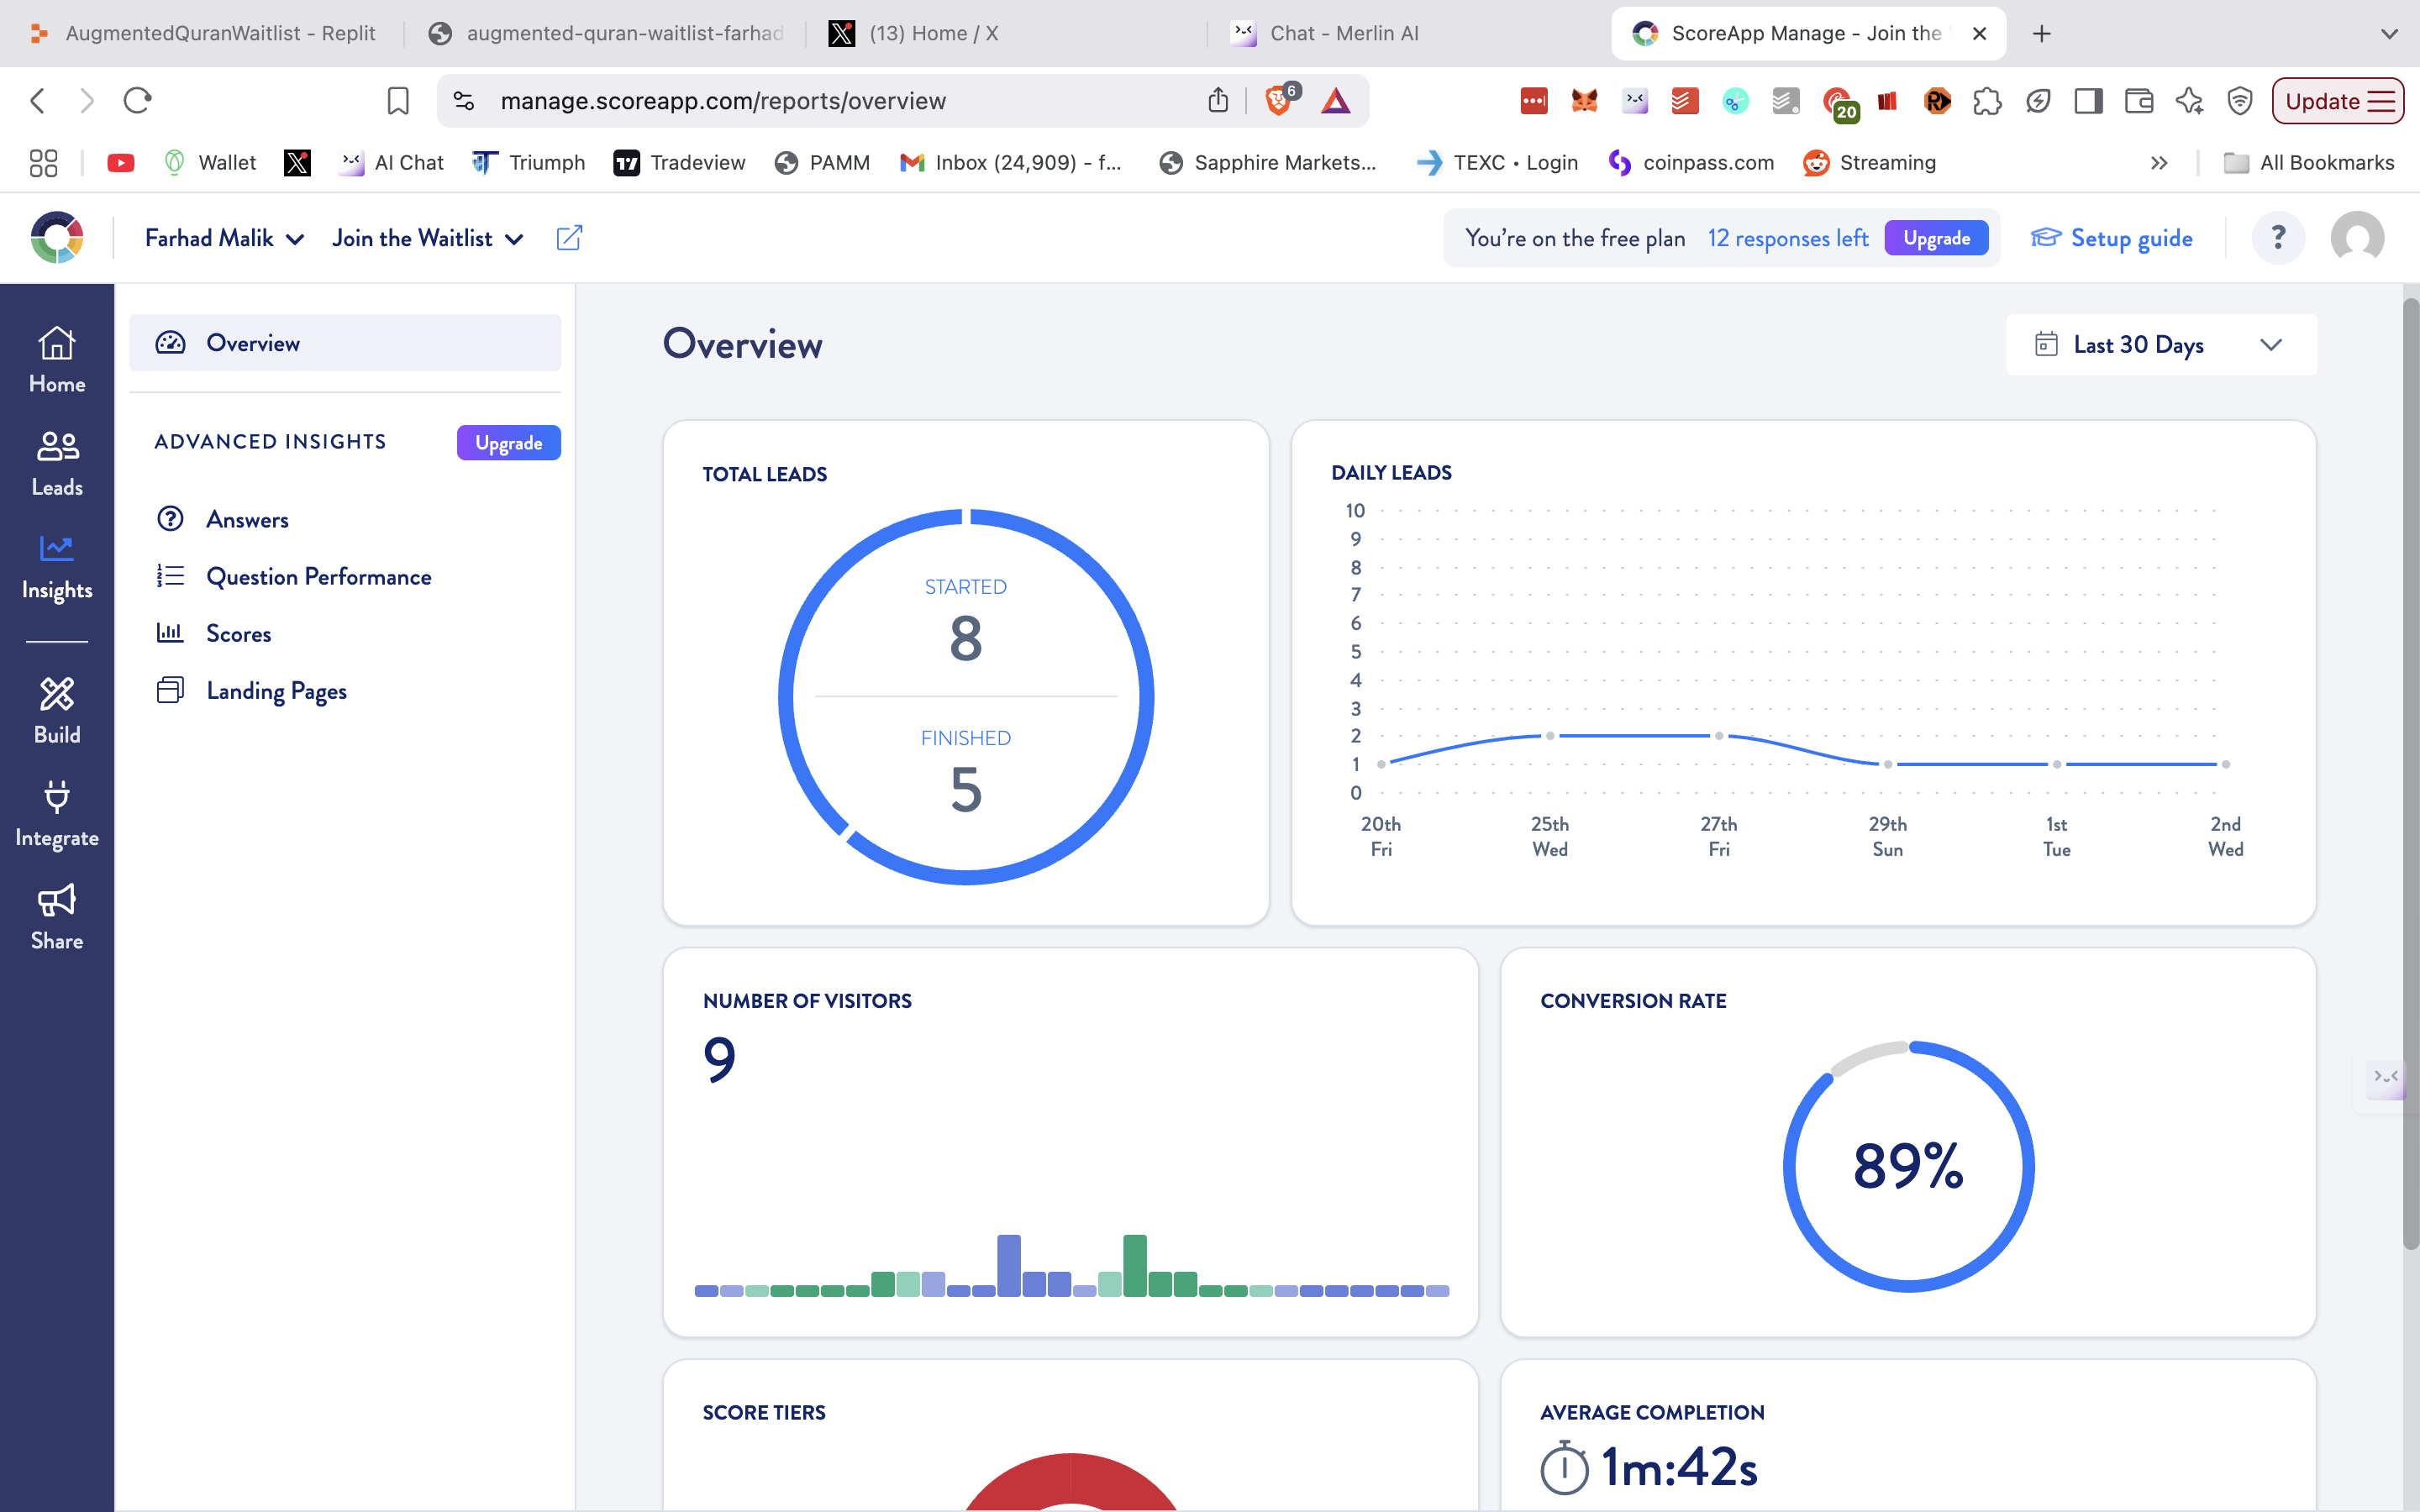 AugmentedQuranWaitlist - Replit
augmented-quran-waitlist-farhad
(13) Home / X
Chat - Merlin AI
ScoreApp Manage - Join the
manage.scoreapp.com/reports/overview
6
20
Update
Wallet
AI Chat
Triumph
Tradeview
PAMM
Inbox (24,909) - f...
Sapphire Markets...
TEXC • Login
coinpass.com
Streaming
All Bookmarks
Farhad Malik
Join the Waitlist
You're on the free plan
12 responses left
Upgrade
Setup guide
?
Home
Leads
Insights
Build
Integrate
Share
Overview
ADVANCED INSIGHTS
Upgrade
Answers
Question Performance
Scores
Landing Pages
Overview
Last 30 Days
TOTAL LEADS
STARTED
8
FINISHED
5
DAILY LEADS
10
9
8
7
6
5
4
3
2
1
0
20th
Fri
25th
Wed
27th
Fri
29th
Sun
1st
Tue
2nd
Wed
NUMBER OF VISITORS
9
CONVERSION RATE
89%
SCORE TIERS
AVERAGE COMPLETION
1m:42s